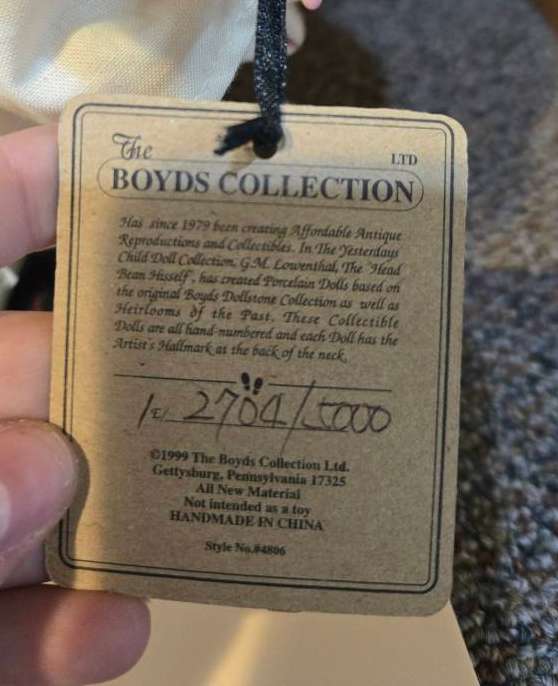 The
LTD
BOYDS COLLECTION
Has since 1979 been creating Affordable Antique
Reproductions and Collectibles. In The Yesterdays
Child Doll Collection, G.M. Lowenthal, The "Head
Bean Hisself", has created Porcelain Dolls based on
the original Boyds Dollstone Collection as well as
Heirlooms of the Past. These Collectible
Dolls are all hand-numbered and each Doll has the
Artist's Hallmark at the back of the neck.
1E/ 2704/5000
©1999 The Boyds Collection Ltd.
Gettysburg, Pennsylvania 17325
All New Material
Not intended as a toy
HANDMADE IN CHINA
Style No.#4806